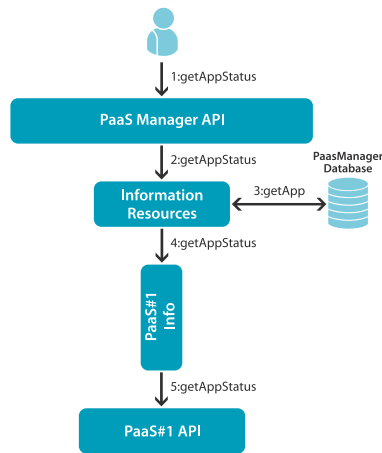 1:getAppStatus
PaaS Manager API
2:getAppStatus
PaasManager
Database
Information
Resources
3:getApp
4:getAppStatus
PaaS#1
Info
5:getAppStatus
PaaS#1 API